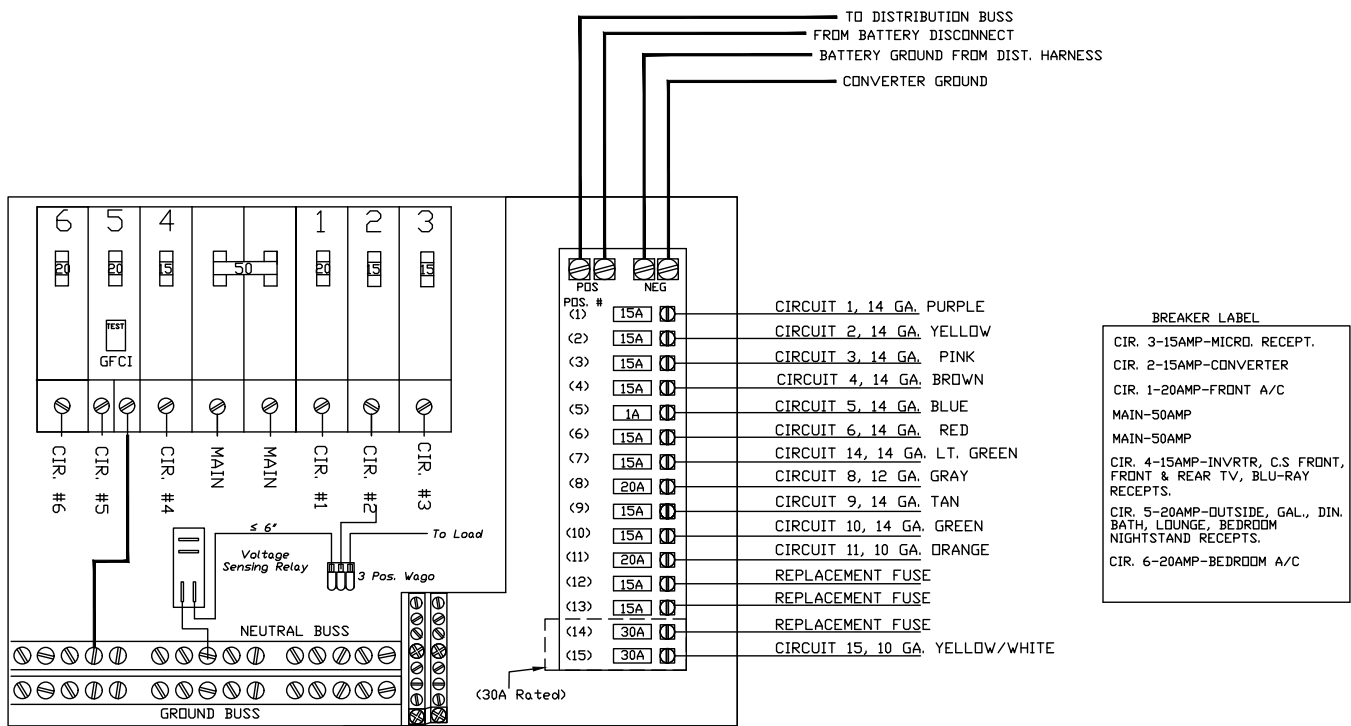 TO DISTRIBUTION BUSS
FROM BATTERY DISCONNECT
BATTERY GROUND FROM DIST. HARNESS
CONVERTER GROUND
6 5 4 1 2 3
20 20 15 50 20 15 15
TEST
GFCI
CIR. #6
CIR. #5
CIR. #4
MAIN
MAIN
CIR. #1
CIR. #2
CIR. #3
≤ 6"
To Load
Voltage
Sensing Relay
3 Pos. Wago
NEUTRAL BUSS
GROUND BUSS
POS NEG
POS. #
(1) 15A CIRCUIT 1, 14 GA. PURPLE
(2) 15A CIRCUIT 2, 14 GA. YELLOW
(3) 15A CIRCUIT 3, 14 GA. PINK
(4) 15A CIRCUIT 4, 14 GA. BROWN
(5) 1A CIRCUIT 5, 14 GA. BLUE
(6) 15A CIRCUIT 6, 14 GA. RED
(7) 15A CIRCUIT 14, 14 GA. LT. GREEN
(8) 20A CIRCUIT 8, 12 GA. GRAY
(9) 15A CIRCUIT 9, 14 GA. TAN
(10) 15A CIRCUIT 10, 14 GA. GREEN
(11) 20A CIRCUIT 11, 10 GA. ORANGE
(12) 15A REPLACEMENT FUSE
(13) 15A REPLACEMENT FUSE
(14) 30A REPLACEMENT FUSE
(15) 30A CIRCUIT 15, 10 GA. YELLOW/WHITE
(30A Rated)
BREAKER LABEL
CIR. 3-15AMP-MICRO. RECEPT.
CIR. 2-15AMP-CONVERTER
CIR. 1-20AMP-FRONT A/C
MAIN-50AMP
MAIN-50AMP
CIR. 4-15AMP-INVRTR, C.S FRONT,
FRONT & REAR TV, BLU-RAY
RECEPTS.
CIR. 5-20AMP-OUTSIDE, GAL., DIN.
BATH, LOUNGE, BEDROOM
NIGHTSTAND RECEPTS.
CIR. 6-20AMP-BEDROOM A/C